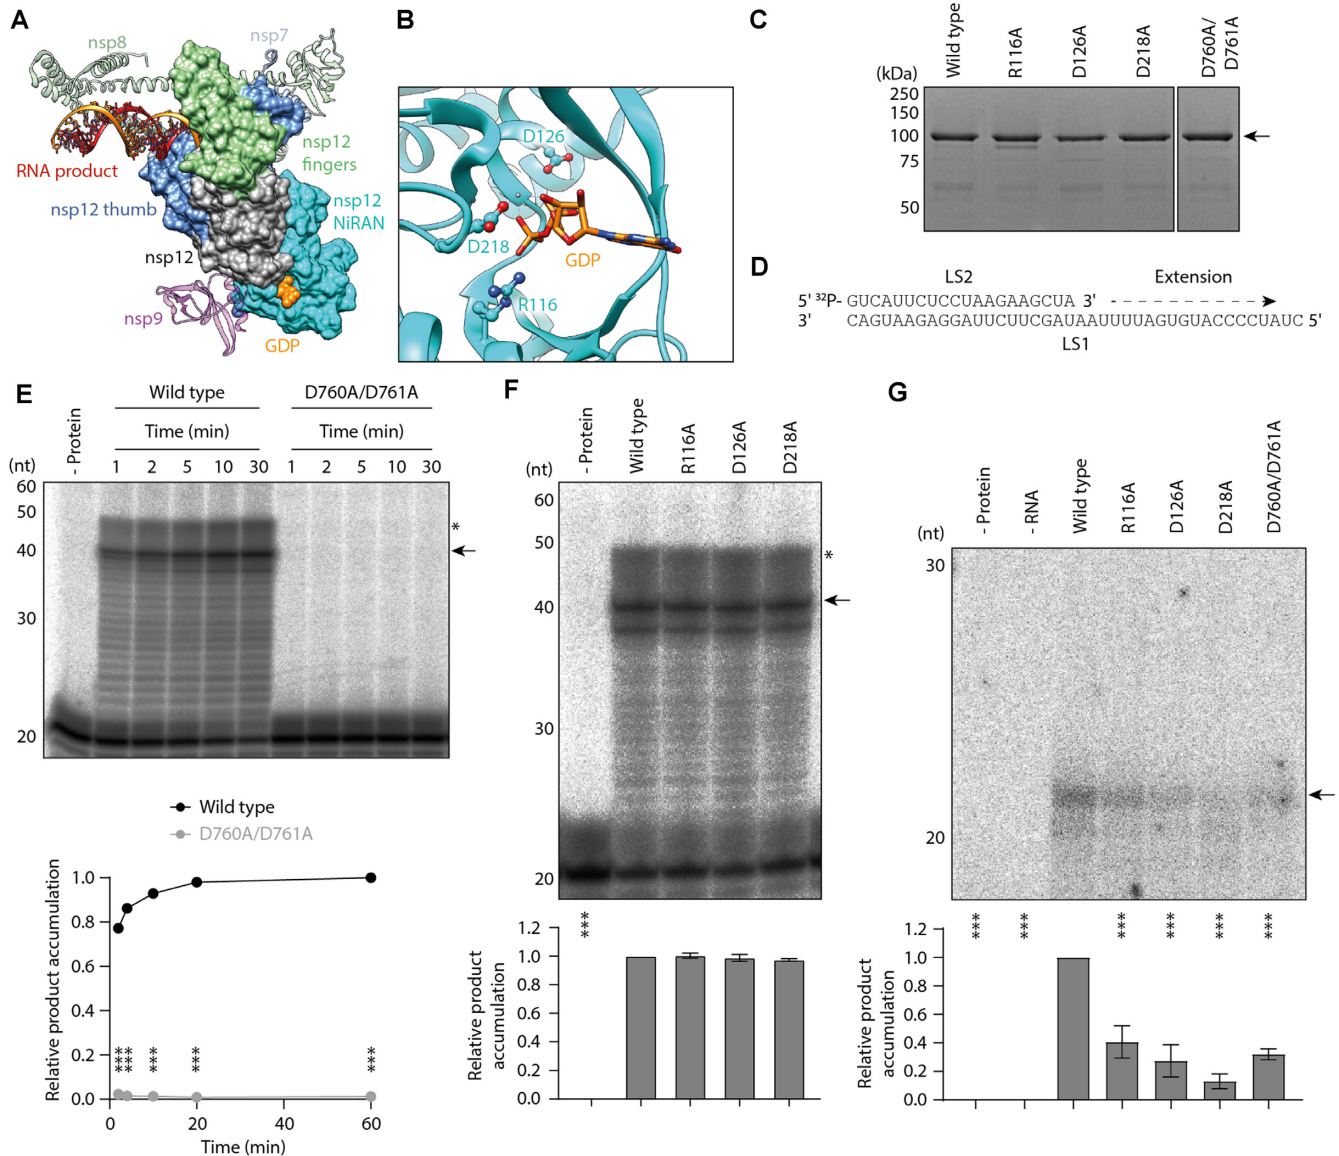 A
nsp8
nsp7
nsp12
fingers
RNA product
nsp12
NiRAN
nsp12 thumb
nsp12
nsp9
GDP
B
D126
D218
GDP
R116
C
Wild type
R116A
D126A
D218A
D760A/
D761A
(kDa)
250
150
100
75
50
D
LS2
Extension
5' 32P- GUCAUUCUCCUAAGAAGCUA 3'
3' CAGUAAGAGGAUUCUUCGAUAAUUUUAGUGUACCCCUAUC 5'
LS1
E
- Protein
Wild type
D760A/D761A
Time (min)
Time (min)
(nt)
1 2 5 10 30 1 2 5 10 30
60
50
*
40
30
20
Wild type
D760A/D761A
Relative product accumulation
1.0
0.8
0.6
0.4
0.2
0.0
*** *** *** *** ***
0 20 40 60
Time (min)
F
- Protein
Wild type
R116A
D126A
D218A
(nt)
60
50
*
40
30
20
***
Relative product
accumulation
1.2
1.0
0.8
0.6
0.4
0.2
0.0
G
- Protein
- RNA
Wild type
R116A
D126A
D218A
D760A/D761A
(nt)
30
20
*** *** *** *** *** ***
Relative product
accumulation
1.2
1.0
0.8
0.6
0.4
0.2
0.0